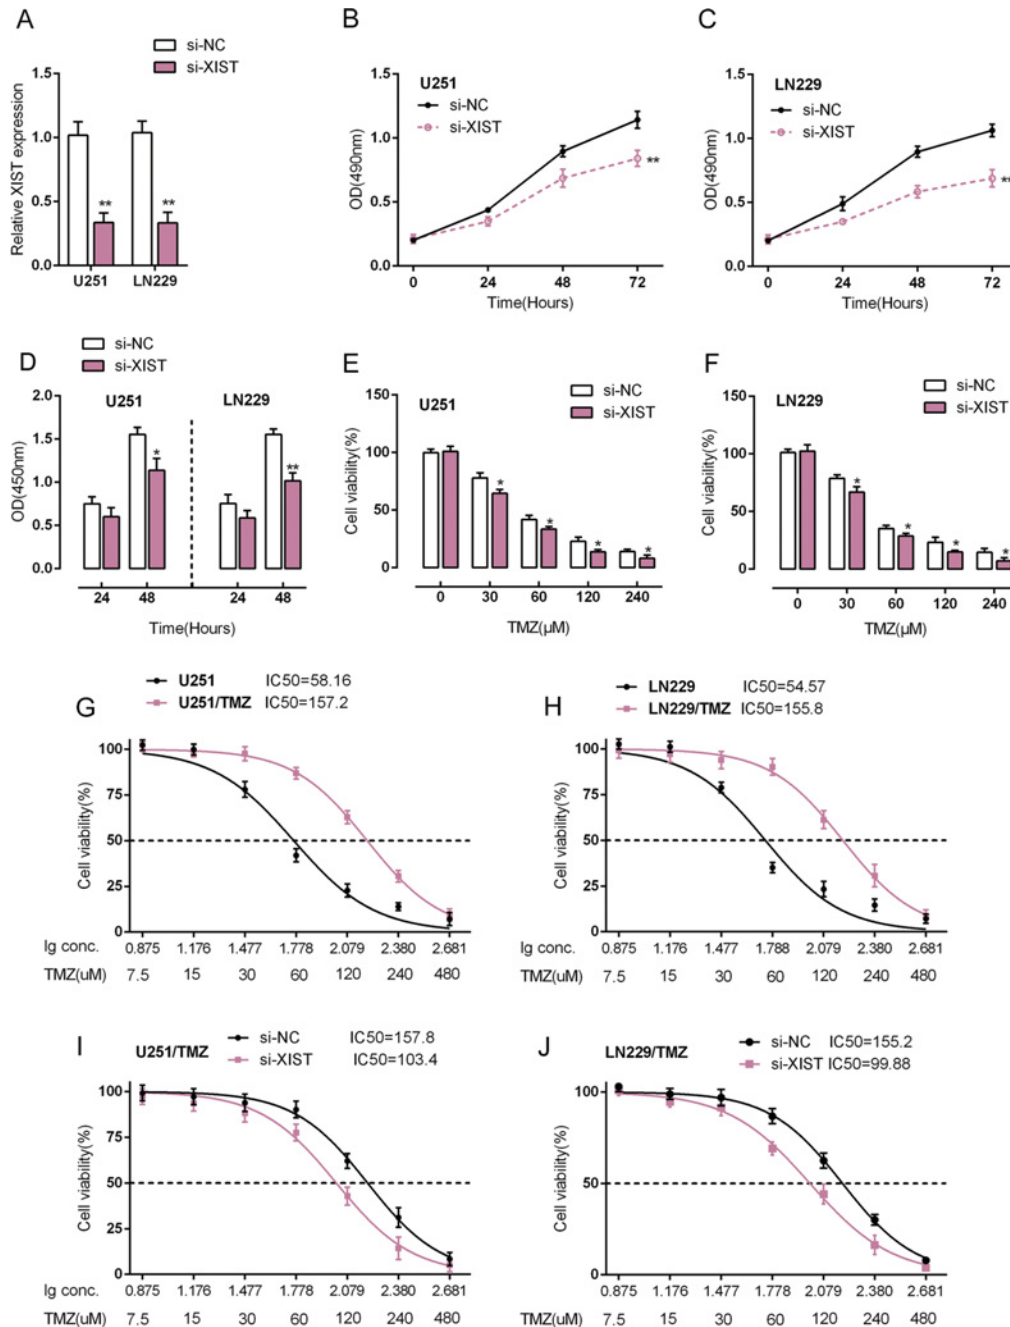 A
si-NC
si-XIST
Relative XIST expression
1.5
1.0
0.5
0.0
**
**
U251 LN229
B
U251
si-NC
si-XIST
OD(490nm)
1.5
1.0
0.5
0.0
**
0 24 48 72
Time(Hours)
C
LN229
si-NC
si-XIST
OD(490nm)
1.5
1.0
0.5
0.0
**
0 24 48 72
Time(Hours)
D
si-NC
si-XIST
U251 LN229
OD(450nm)
2.0
1.5
1.0
0.5
0.0
*
**
24 48 24 48
Time(Hours)
E
si-NC
si-XIST
U251
Cell viability(%)
150
100
50
0
* * * *
0 30 60 120 240
TMZ(µM)
F
si-NC
si-XIST
LN229
Cell viability(%)
150
100
50
0
* * * *
0 30 60 120 240
TMZ(µM)
G
U251 IC50=58.16
U251/TMZ IC50=157.2
Cell viability(%)
100
75
50
25
0
lg conc. 0.875 1.176 1.477 1.778 2.079 2.380 2.681
TMZ(uM) 7.5 15 30 60 120 240 480
H
LN229 IC50=54.57
LN229/TMZ IC50=155.8
Cell viability(%)
100
75
50
25
0
lg conc. 0.875 1.176 1.477 1.788 2.079 2.380 2.681
TMZ(uM) 7.5 15 30 60 120 240 480
I
U251/TMZ
si-NC IC50=157.8
si-XIST IC50=103.4
Cell viability(%)
100
75
50
25
0
lg conc. 0.875 1.176 1.477 1.778 2.079 2.380 2.681
TMZ(uM) 7.5 15 30 60 120 240 480
J
LN229/TMZ
si-NC IC50=155.2
si-XIST IC50=99.88
Cell viability(%)
100
75
50
25
0
0.875 1.176 1.477 1.778 2.079 2.380 2.681
TMZ(uM) 7.5 15 30 60 120 240 480